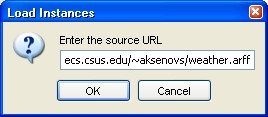 Load Instances
Enter the source URL
ecs.csus.edu/~aksenovs/weather.arff
OK Cancel